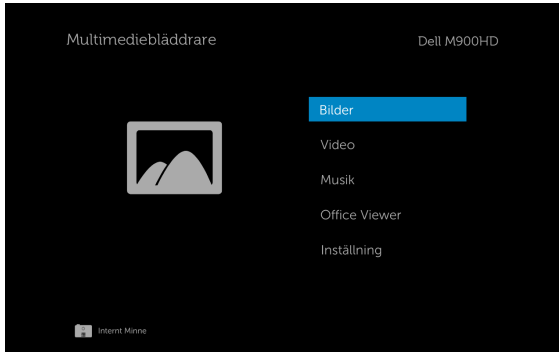 Multimediebläddrare
Dell M900HD
Bilder
Video
Musik
Office Viewer
Inställning
Internt Minne